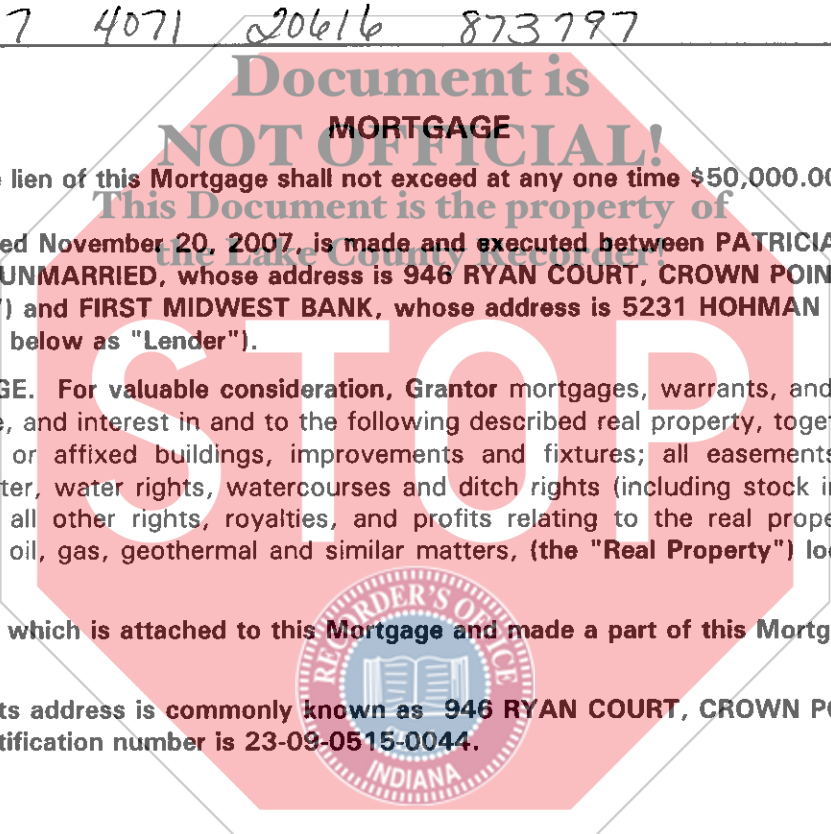 7 4071 20616 873797
Document is
MORTGAGE
NOT OFFICIAL!
lien of this Mortgage shall not exceed at any one time $50,000.00
This Document is the property of
ed November 20, 2007, is made and executed between PATRICIA
the Lake County Recorder!
UNMARRIED, whose address is 946 RYAN COURT, CROWN POIN
") and FIRST MIDWEST BANK, whose address is 5231 HOHMAN
below as "Lender").
GE. For valuable consideration, Grantor mortgages, warrants, and
e, and interest in and to the following described real property, toget
or affixed buildings, improvements and fixtures; all easements
ter, water rights, watercourses and ditch rights (including stock i
all other rights, royalties, and profits relating to the real prope
oil, gas, geothermal and similar matters, (the "Real Property") lo
STOP
which is attached to this Mortgage and made a part of this Mortg
ts address is commonly known as 946 RYAN COURT, CROWN PO
tification number is 23-09-0515-0044.
RECORDER'S OFFICE
INDIANA